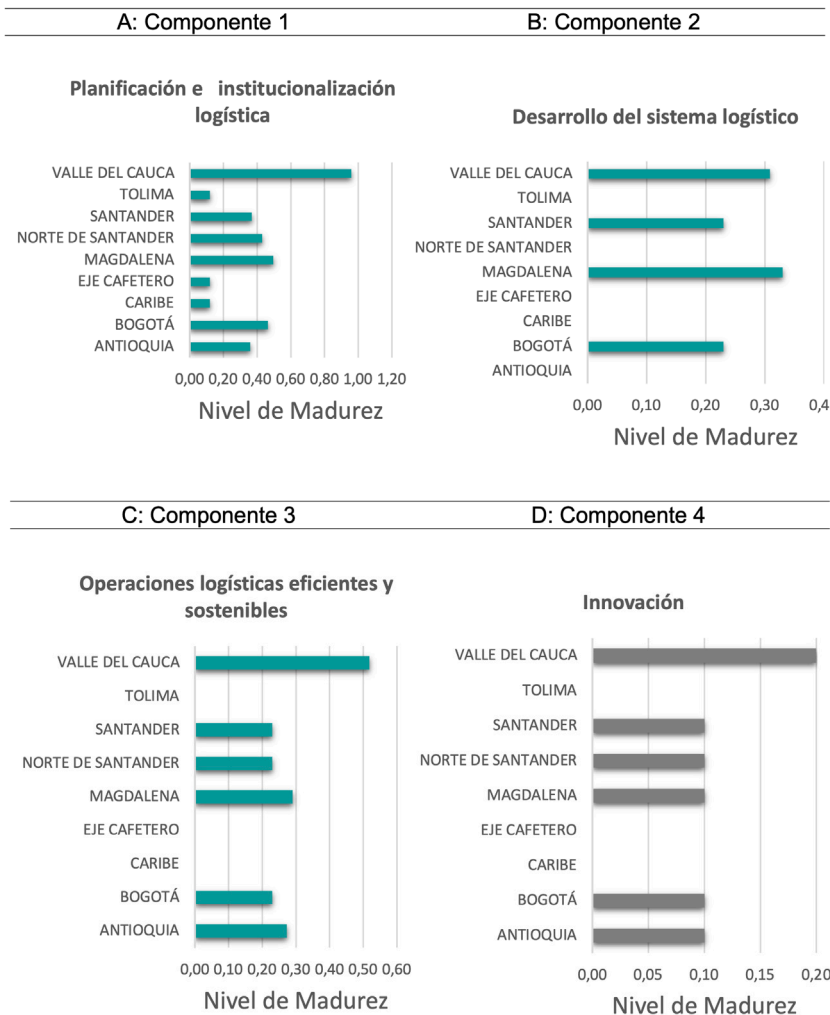 A: Componente 1
B: Componente 2
Planificación e institucionalización
logística
VALLE DEL CAUCA
TOLIMA
SANTANDER
NORTE DE SANTANDER
MAGDALENA
EJE CAFETERO
CARIBE
BOGOTÁ
ANTIOQUIA
0,00 0,20 0,40 0,60 0,80 1,00 1,20
Nivel de Madurez
Desarrollo del sistema logístico
VALLE DEL CAUCA
TOLIMA
SANTANDER
NORTE DE SANTANDER
MAGDALENA
EJE CAFETERO
CARIBE
BOGOTÁ
ANTIOQUIA
0,00 0,10 0,20 0,30 0,4
Nivel de Madurez
C: Componente 3
D: Componente 4
Operaciones logísticas eficientes y
sostenibles
VALLE DEL CAUCA
TOLIMA
SANTANDER
NORTE DE SANTANDER
MAGDALENA
EJE CAFETERO
CARIBE
BOGOTÁ
ANTIOQUIA
0,00 0,10 0,20 0,30 0,40 0,50 0,60
Nivel de Madurez
Innovación
VALLE DEL CAUCA
TOLIMA
SANTANDER
NORTE DE SANTANDER
MAGDALENA
EJE CAFETERO
CARIBE
BOGOTÁ
ANTIOQUIA
0,00 0,05 0,10 0,15 0,20
Nivel de Madurez